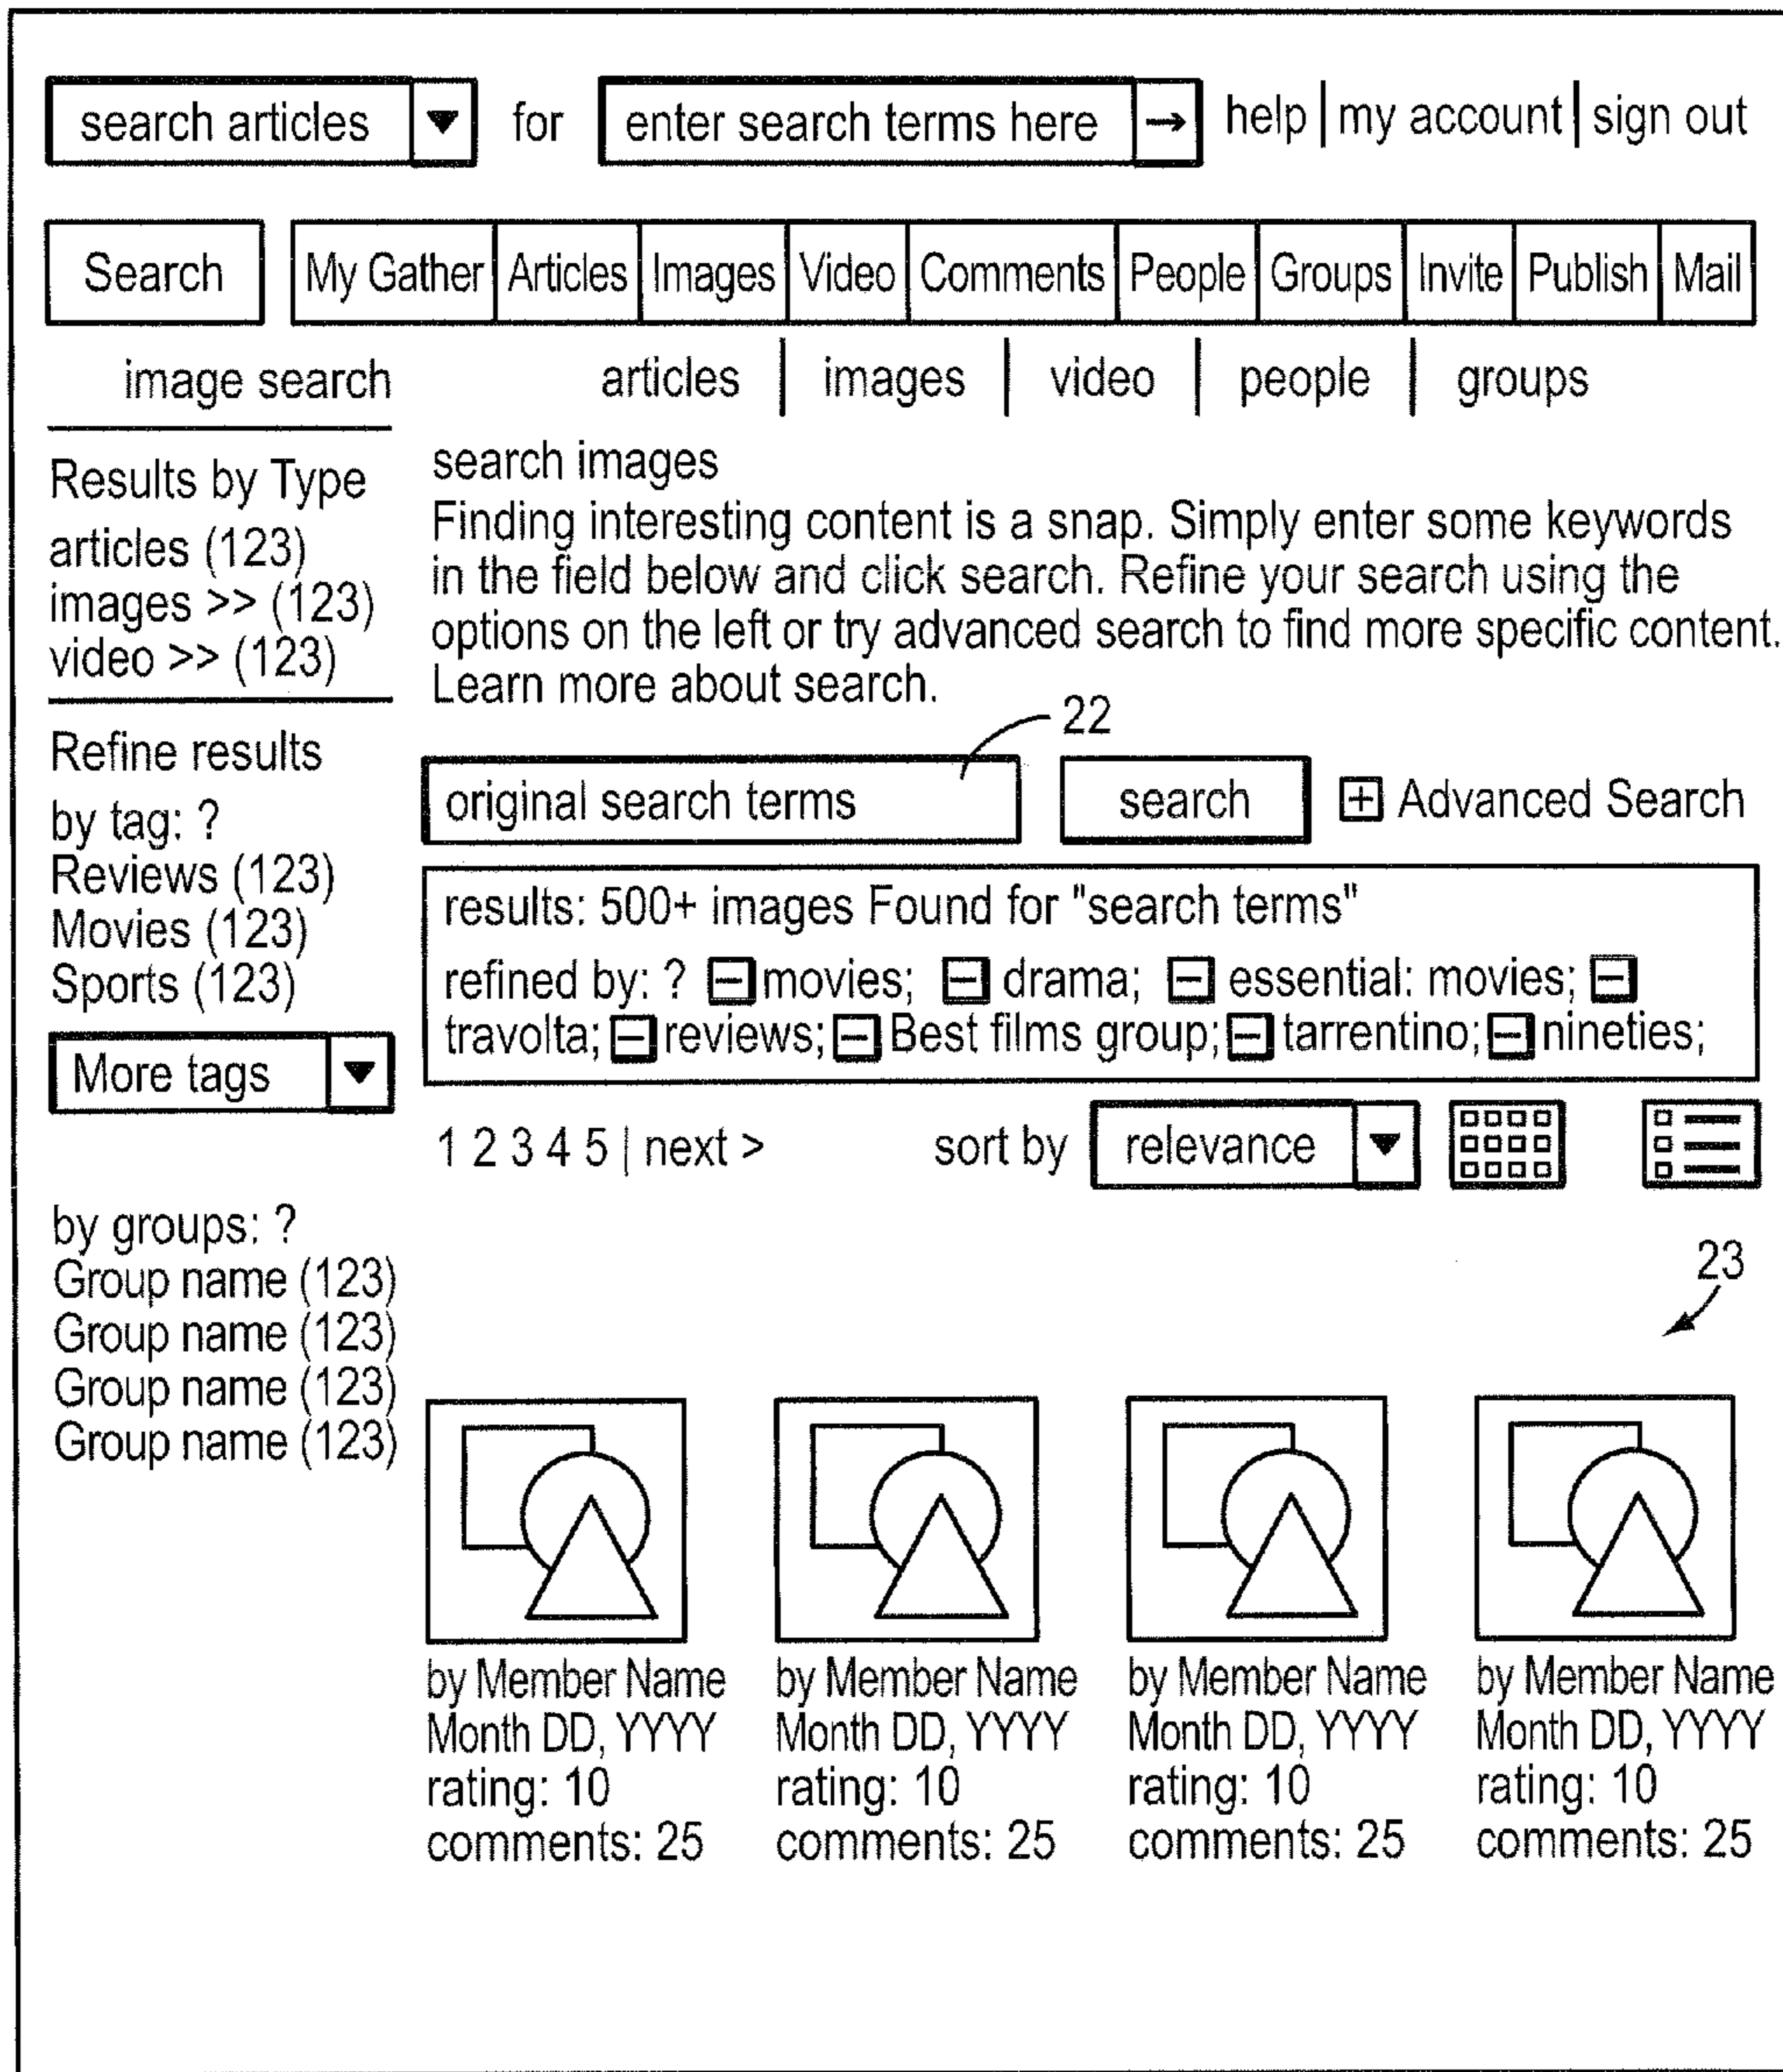 search articles for enter search terms here → help | my account | sign out
Search My Gather Articles Images Video Comments People Groups Invite Publish Mail
image search articles | images | video | people | groups
Results by Type
articles (123)
images >> (123)
video >> (123)
Refine results
by tag: ?
Reviews (123)
Movies (123)
Sports (123)
More tags
by groups: ?
Group name (123)
Group name (123)
Group name (123)
Group name (123)
search images
Finding interesting content is a snap. Simply enter some keywords
in the field below and click search. Refine your search using the
options on the left or try advanced search to find more specific content.
Learn more about search.
22
original search terms search + Advanced Search
results: 500+ images Found for "search terms"
refined by: ? − movies; − drama; − essential: movies; −
travolta; − reviews; − Best films group; − tarrentino; − nineties;
1 2 3 4 5 | next > sort by relevance
23
by Member Name by Member Name by Member Name by Member Name
Month DD, YYYY Month DD, YYYY Month DD, YYYY Month DD, YYYY
rating: 10 rating: 10 rating: 10 rating: 10
comments: 25 comments: 25 comments: 25 comments: 25